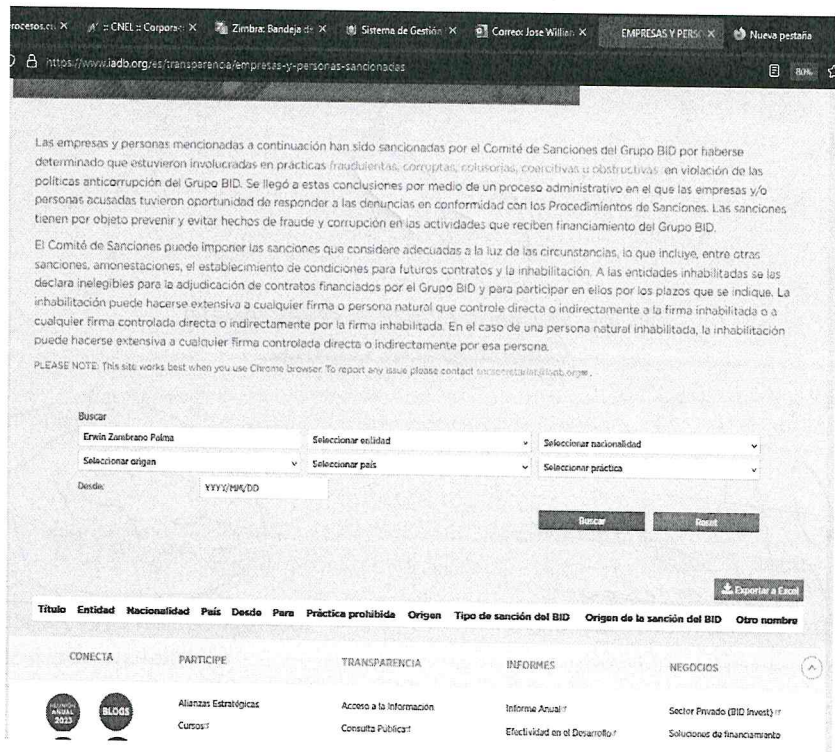 rocesos.cu X :: CNEL :: Corporac X Zimbra: Bandeja de X Sistema de Gestión X Correo: Jose Willian X EMPRESAS Y PERSO X Nueva pestaña
https://www.iadb.org/es/transparencia/empresas-y-personas-sancionadas 80%
Las empresas y personas mencionadas a continuación han sido sancionadas por el Comité de Sanciones del Grupo BID por haberse
determinado que estuvieron involucradas en prácticas fraudulentas, corruptas, colusorias, coercitivas u obstructivas en violación de las
políticas anticorrupción del Grupo BID. Se llegó a estas conclusiones por medio de un proceso administrativo en el que las empresas y/o
personas acusadas tuvieron oportunidad de responder a las denuncias en conformidad con los Procedimientos de Sanciones. Las sanciones
tienen por objeto prevenir y evitar hechos de fraude y corrupción en las actividades que reciben financiamiento del Grupo BID.
El Comité de Sanciones puede imponer las sanciones que considere adecuadas a la luz de las circunstancias, lo que incluye, entre otras
sanciones, amonestaciones, el establecimiento de condiciones para futuros contratos y la inhabilitación. A las entidades inhabilitadas se las
declara inelegibles para la adjudicación de contratos financiados por el Grupo BID y para participar en ellos por los plazos que se indique. La
inhabilitación puede hacerse extensiva a cualquier firma o persona natural que controle directa o indirectamente a la firma inhabilitada o a
cualquier firma controlada directa o indirectamente por la firma inhabilitada. En el caso de una persona natural inhabilitada, la inhabilitación
puede hacerse extensiva a cualquier firma controlada directa o indirectamente por esa persona.
PLEASE NOTE: This site works best when you use Chrome browser. To report any issue please contact
Buscar
Erwin Zambrano Palma Seleccionar entidad Seleccionar nacionalidad
Seleccionar origen Seleccionar país Seleccionar práctica
Desde: YYYY/MM/DD
Buscar Reset
Exportar a Excel
Título Entidad Nacionalidad País Desde Para Práctica prohibida Origen Tipo de sanción del BID Origen de la sanción del BID Otro nombre
CONECTA PARTICIPE TRANSPARENCIA INFORMES NEGOCIOS
REUNIÓN ANUAL 2023 BLOGS Alianzas Estratégicas Acceso a la Información Informe Anual Sector Privado (BID Invest)
Cursos Consulta Pública Efectividad en el Desarrollo Soluciones de financiamiento